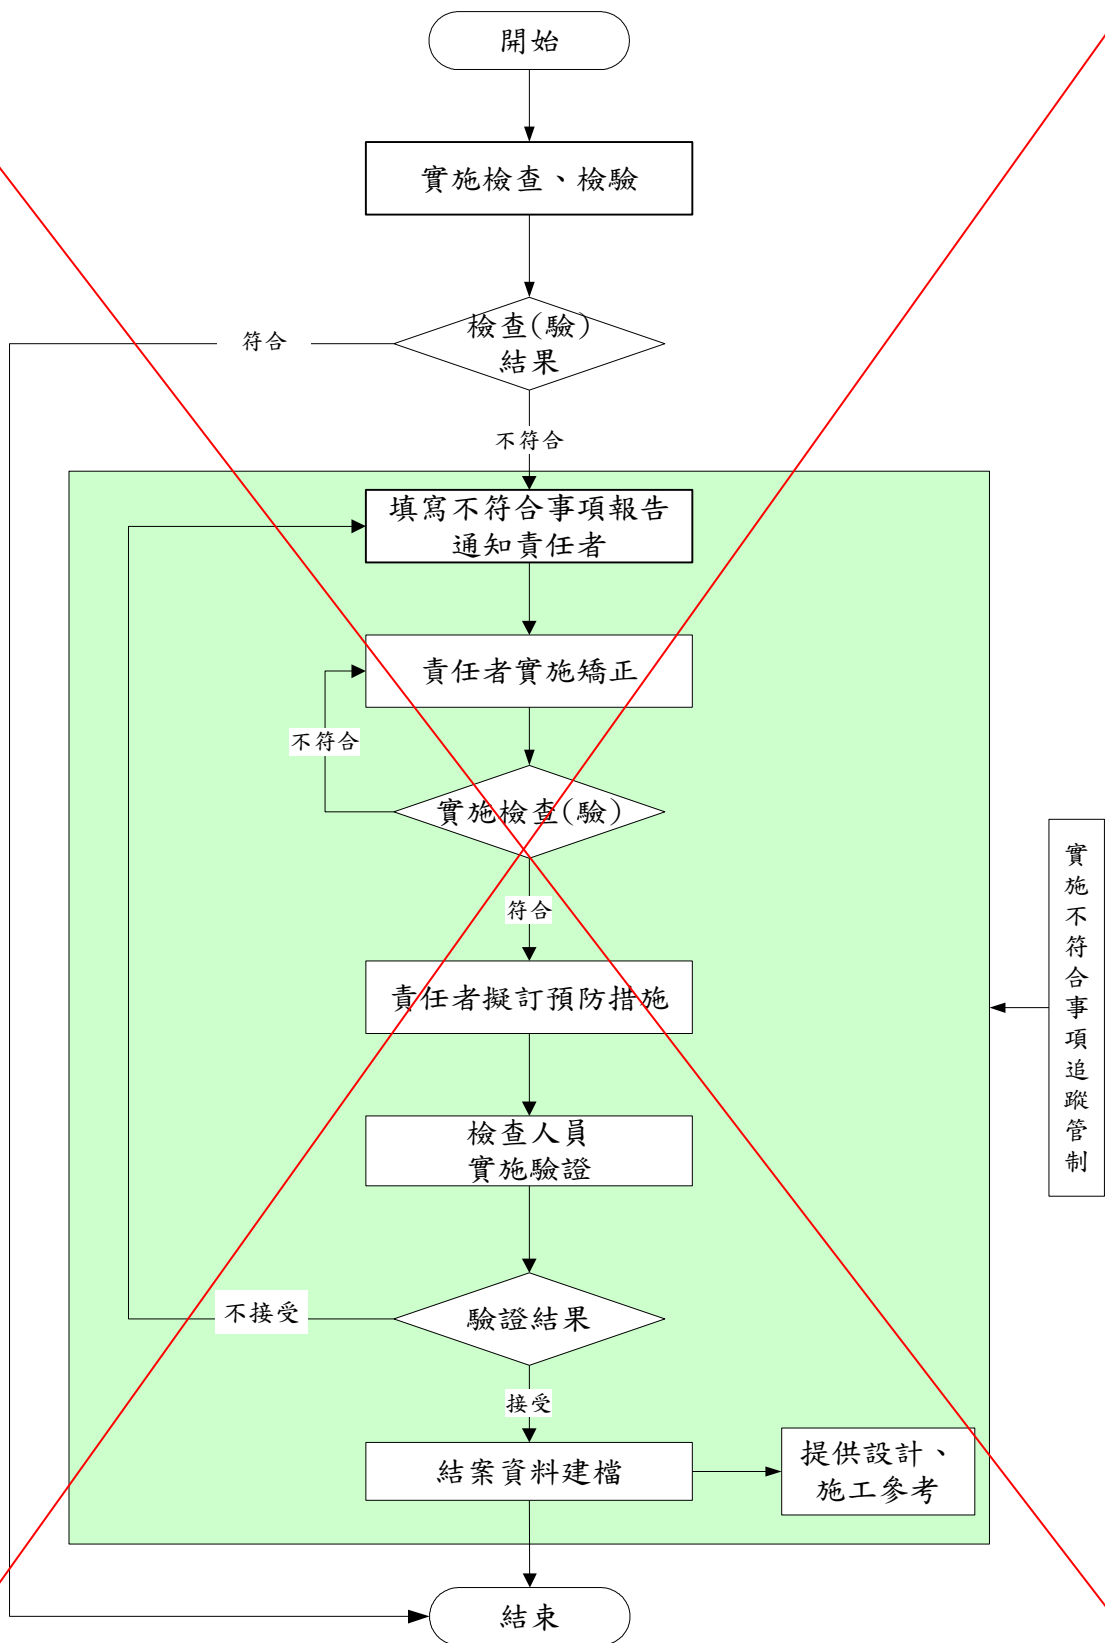 開始
實施檢查、檢驗
檢查(驗)
結果
符合
不符合
填寫不符合事項報告
通知責任者
責任者實施矯正
不符合
實施檢查(驗)
符合
責任者擬訂預防措施
檢查人員
實施驗證
驗證結果
不接受
接受
結案資料建檔
提供設計、
施工參考
結束
實施不符合事項追蹤管制